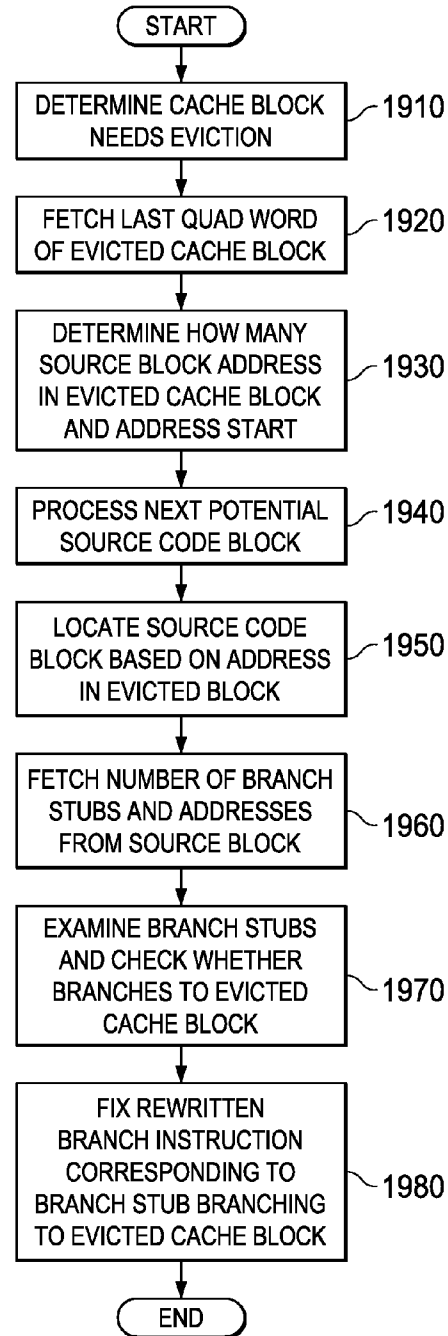 START
DETERMINE CACHE BLOCK
NEEDS EVICTION
1910
FETCH LAST QUAD WORD
OF EVICTED CACHE BLOCK
1920
DETERMINE HOW MANY
SOURCE BLOCK ADDRESS
IN EVICTED CACHE BLOCK
AND ADDRESS START
1930
PROCESS NEXT POTENTIAL
SOURCE CODE BLOCK
1940
LOCATE SOURCE CODE
BLOCK BASED ON ADDRESS
IN EVICTED BLOCK
1950
FETCH NUMBER OF BRANCH
STUBS AND ADDRESSES
FROM SOURCE BLOCK
1960
EXAMINE BRANCH STUBS
AND CHECK WHETHER
BRANCHES TO EVICTED
CACHE BLOCK
1970
FIX REWRITTEN
BRANCH INSTRUCTION
CORRESPONDING TO
BRANCH STUB BRANCHING
TO EVICTED CACHE BLOCK
1980
END